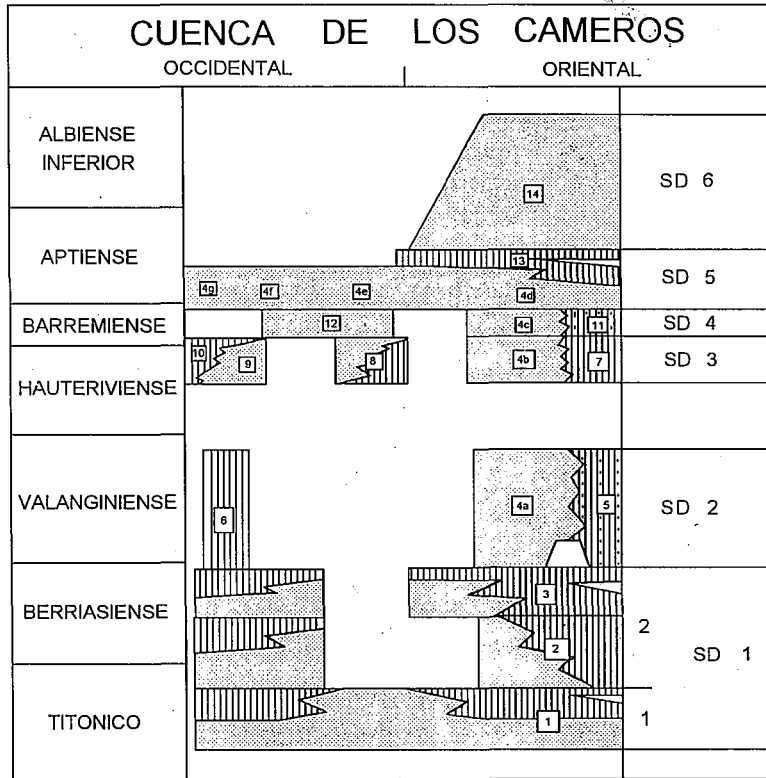 CUENCA DE LOS CAMEROS
OCCIDENTAL ORIENTAL
ALBIENSE
INFERIOR
14
SD 6
APTIENSE
13
4g 4f 4e 4d
SD 5
BARREMIENSE
12 4c 11
SD 4
10 9 8 4b 7
SD 3
HAUTERIVIENSE
VALANGINIENSE
6 4a 5
SD 2
BERRIASIENSE
3
2
2
SD 1
TITONICO
1
1